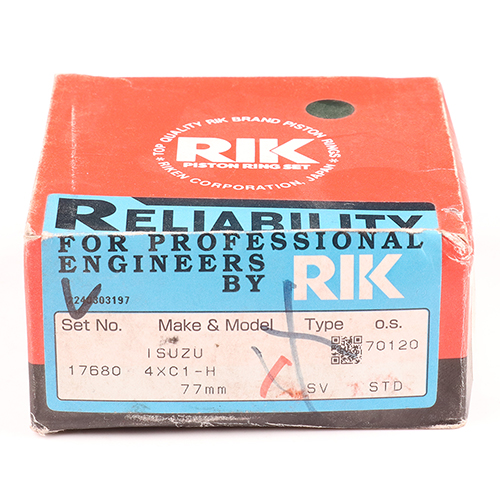 TOP QUALITY RIK BRAND PISTON RINGS
RIK
PISTON RING SET
RIKEN CORPORATION, JAPAN
RELIABILITY
FOR PROFESSIONAL
ENGINEERS
BY RIK
2240303197
Set No. Make & Model Type o.s.
ISUZU 70120
17680 4XC1-H
77mm SV STD